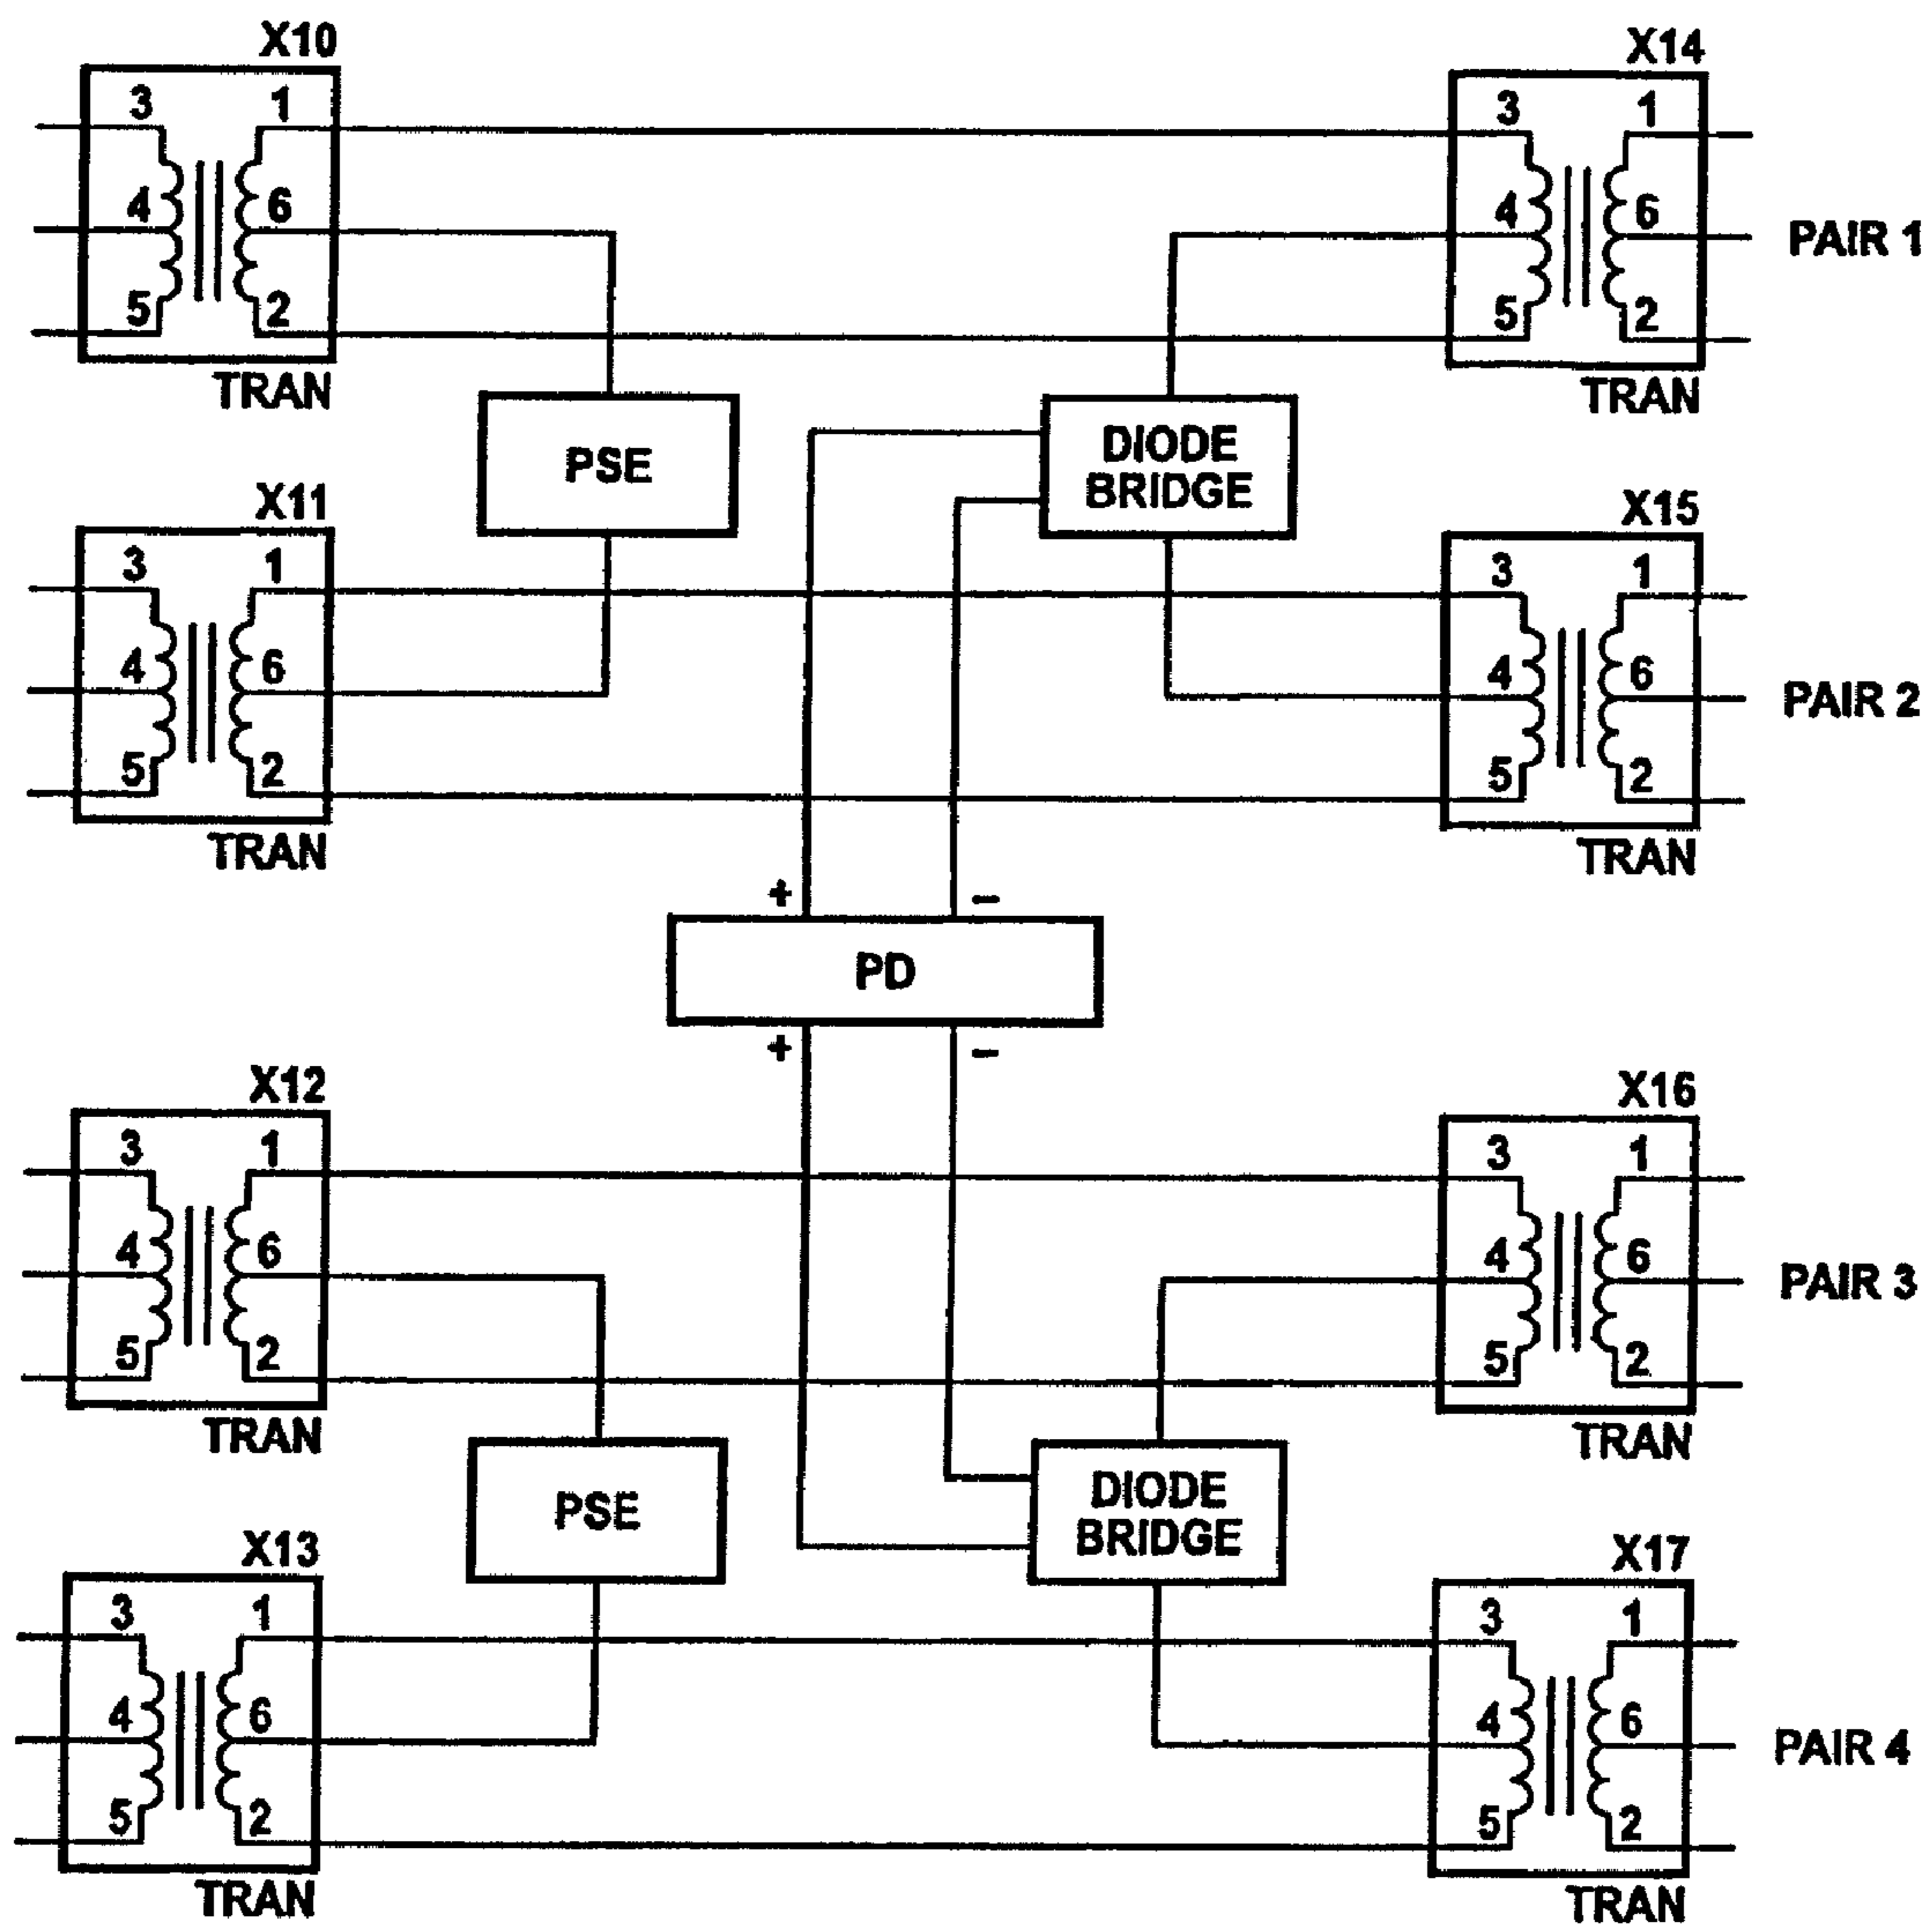 X10
X14
3 1
3 1
4 6
4 6
PAIR 1
5 2
5 2
TRAN
TRAN
PSE
DIODE
BRIDGE
X11
X15
3 1
3 1
4 6
4 6
PAIR 2
5 2
5 2
TRAN
TRAN
+ −
PD
+ −
X12
X16
3 1
3 1
4 6
4 6
PAIR 3
5 2
5 2
TRAN
TRAN
PSE
DIODE
BRIDGE
X13
X17
3 1
3 1
4 6
4 6
PAIR 4
5 2
5 2
TRAN
TRAN